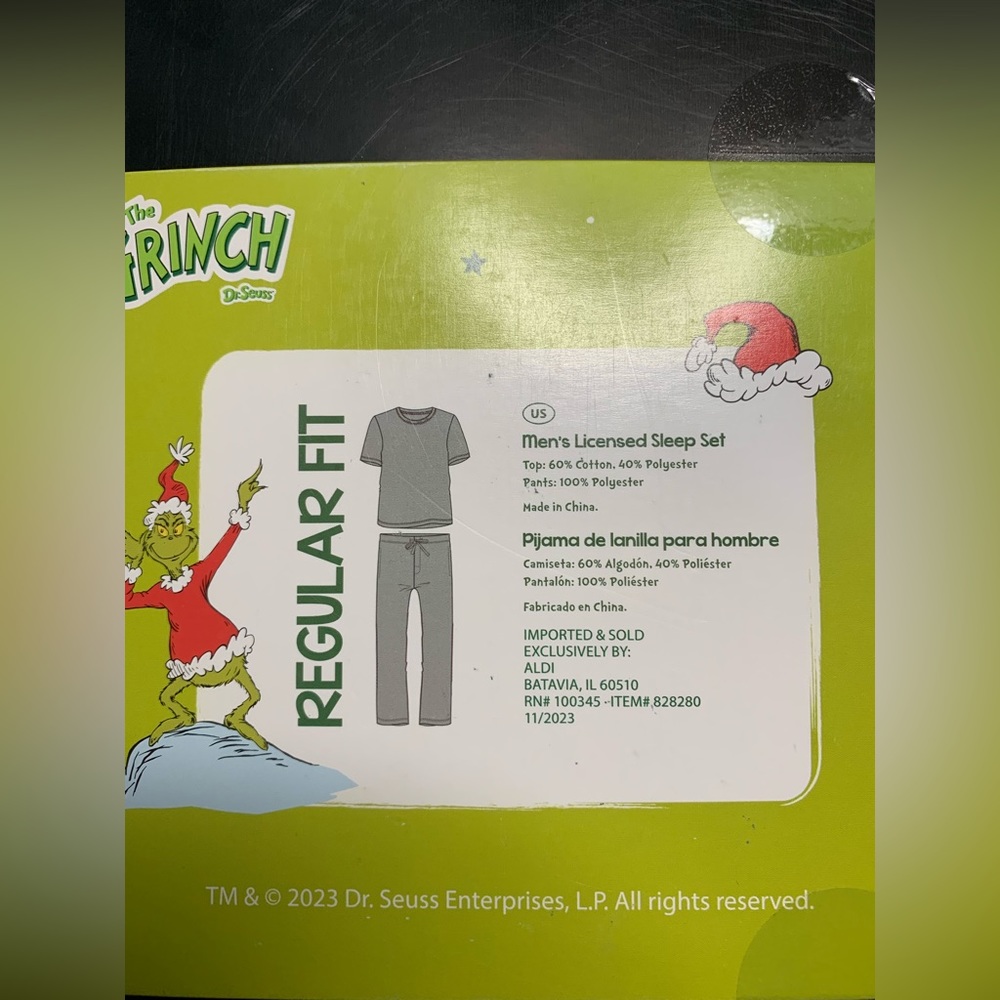 The
GRINCH
Dr. Seuss
REGULAR FIT
US
Men's Licensed Sleep Set
Top: 60% Cotton, 40% Polyester
Pants: 100% Polyester
Made in China.
Pijama de lanilla para hombre
Camiseta: 60% Algodón, 40% Poliéster
Pantalón: 100% Poliéster
Fabricado en China.
IMPORTED & SOLD
EXCLUSIVELY BY:
ALDI
BATAVIA, IL 60510
RN# 100345 - ITEM# 828280
11/2023
TM & © 2023 Dr. Seuss Enterprises, L.P. All rights reserved.